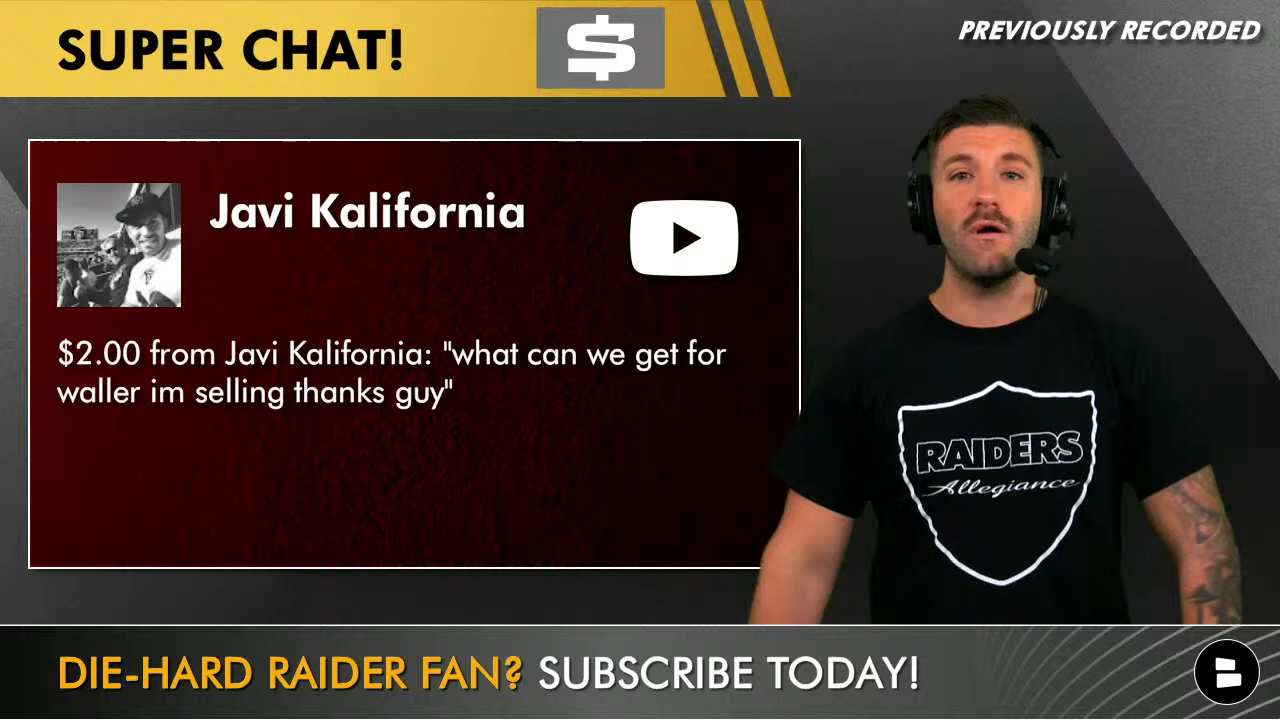 SUPER CHAT!
$
PREVIOUSLY RECORDED
Javi Kalifornia
$2.00 from Javi Kalifornia: "what can we get for
waller im selling thanks guy"
RAIDERS
Allegiance
DIE-HARD RAIDER FAN? SUBSCRIBE TODAY!